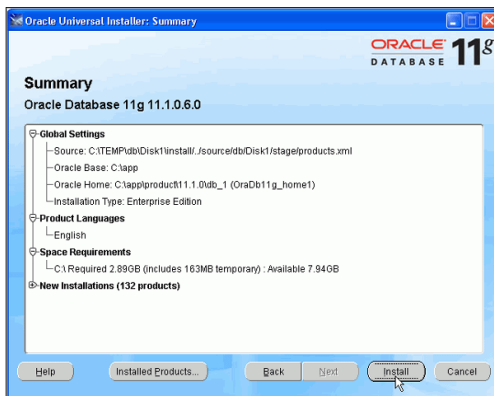 Oracle Universal Installer: Summary
ORACLE
DATABASE 11g
Summary
Oracle Database 11g 11.1.0.6.0
Global Settings
Source: C:\TEMP\db\Disk1\install/../source/db/Disk1/stage/products.xml
Oracle Base: C:\app
Oracle Home: C:\app\product\11.1.0\db_1 (OraDb11g_home1)
Installation Type: Enterprise Edition
Product Languages
English
Space Requirements
C:\ Required 2.89GB (includes 163MB temporary) : Available 7.94GB
New Installations (132 products)
Help Installed Products... Back Next Install Cancel